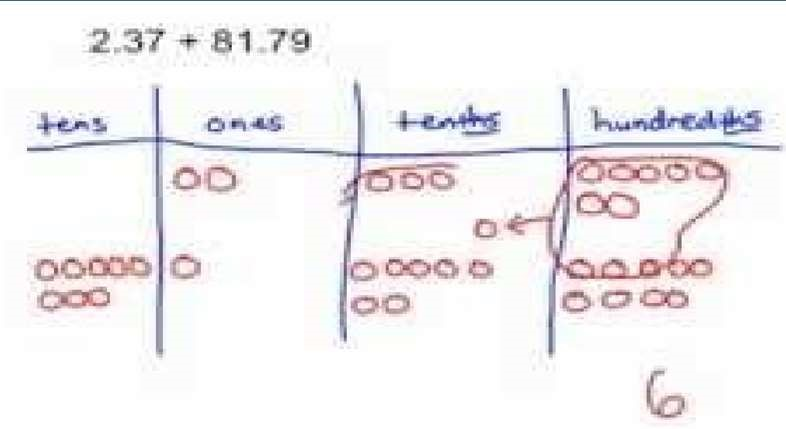 2.37 + 81.79
tens ones tenths hundredths
6